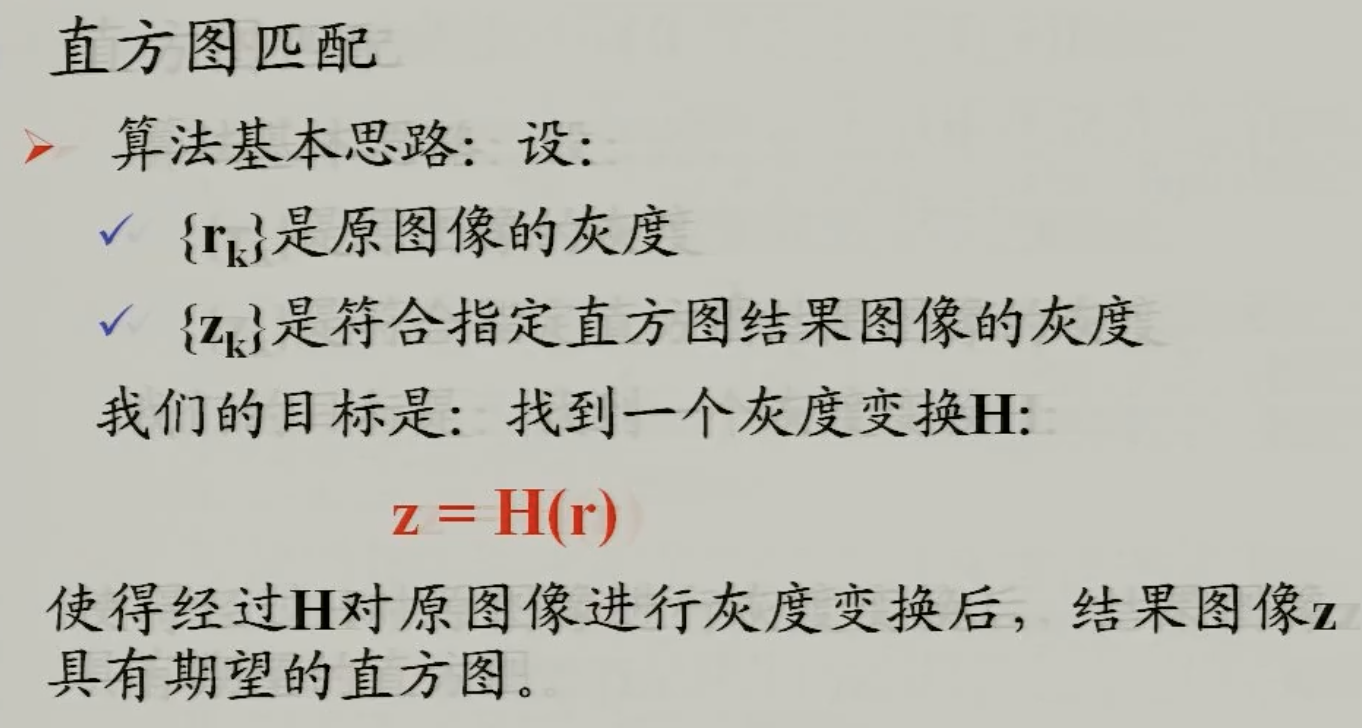 直方图匹配
算法基本思路：设：
{rk}是原图像的灰度
{zk}是符合指定直方图结果图像的灰度
我们的目标是：找到一个灰度变换H:
z = H(r)
使得经过H对原图像进行灰度变换后，结果图像z
具有期望的直方图。